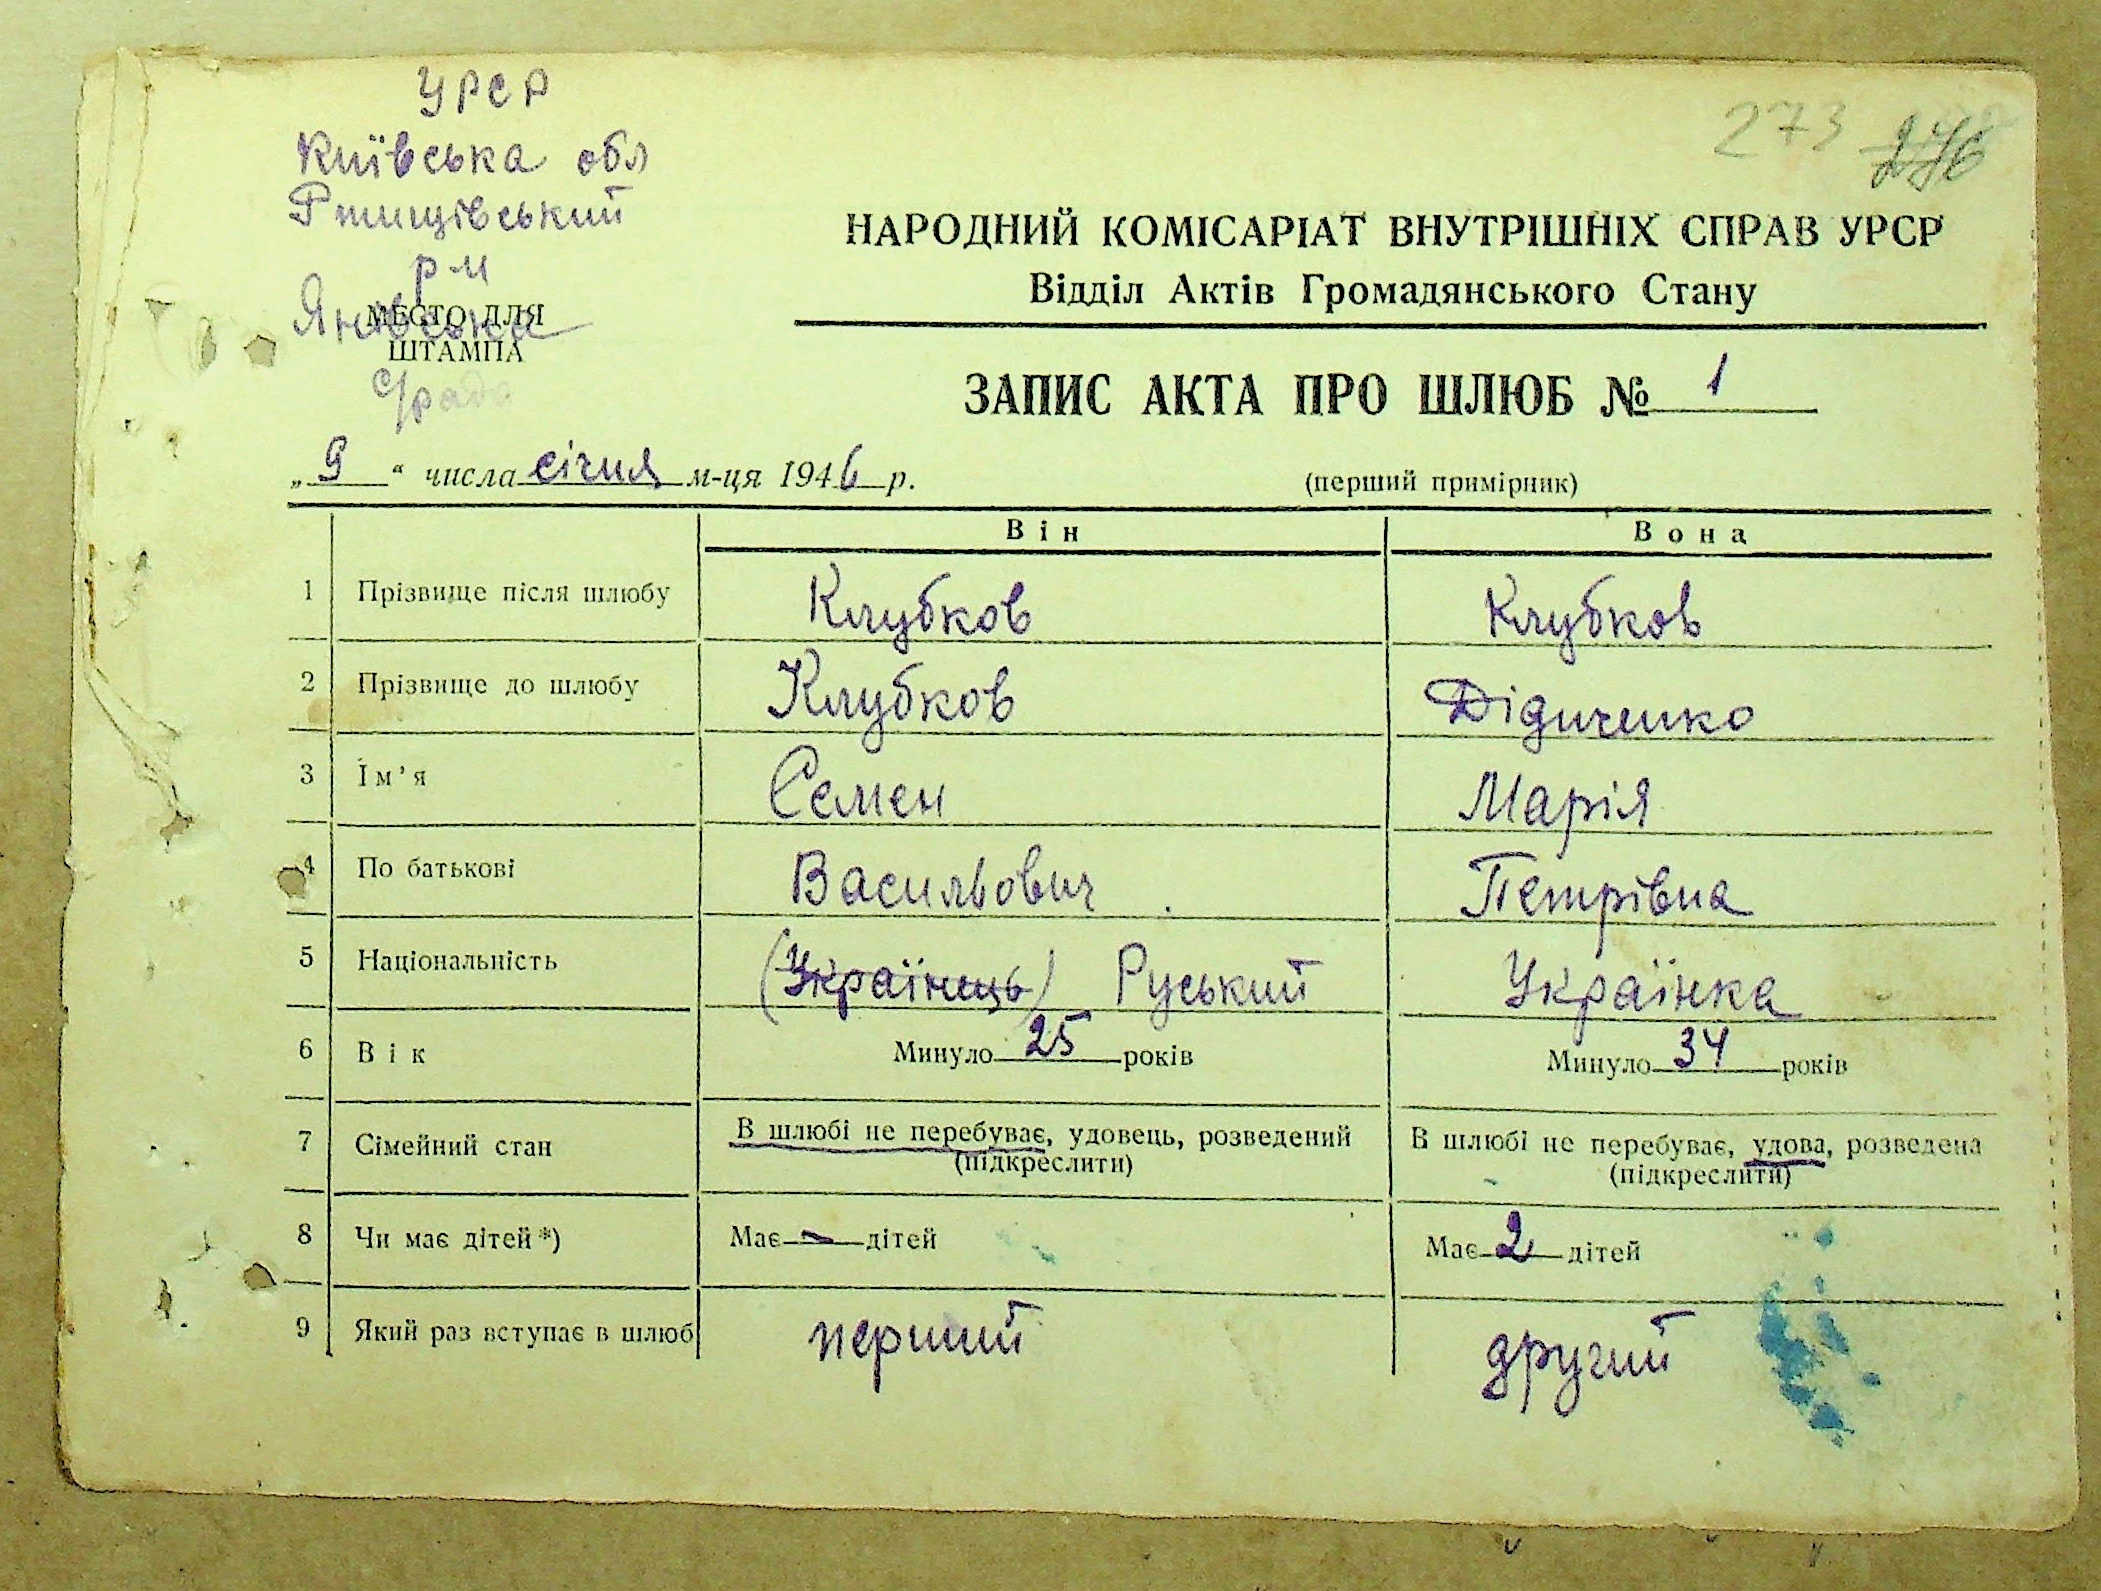 УРСР
Київська обл
Ртищівський
р-н
Янівська
МЕСТО ДЛЯ
ШТАМПА
с/рада
273 276
НАРОДНИЙ КОМІСАРІАТ ВНУТРІШНІХ СПРАВ УРСР
Відділ Актів Громадянського Стану
ЗАПИС АКТА ПРО ШЛЮБ № 1
„ 9 “ числа січня м-ця 1946 р.
(перший примірник)
Він Вона
1 Прізвище після шлюбу Клубков Клубков
2 Прізвище до шлюбу Клубков Дідиченко
3 Ім’я Семен Марія
4 По батькові Васильович Петрівна
5 Національність (Українець) Руський Українка
6 Вік Минуло 25 років Минуло 34 років
7 Сімейний стан В шлюбі не перебуває, удовець, розведений В шлюбі не перебуває, удова, розведена
(підкреслити) (підкреслити)
8 Чи має дітей*) Має - дітей Має 2 дітей
9 Який раз вступає в шлюб перший другий